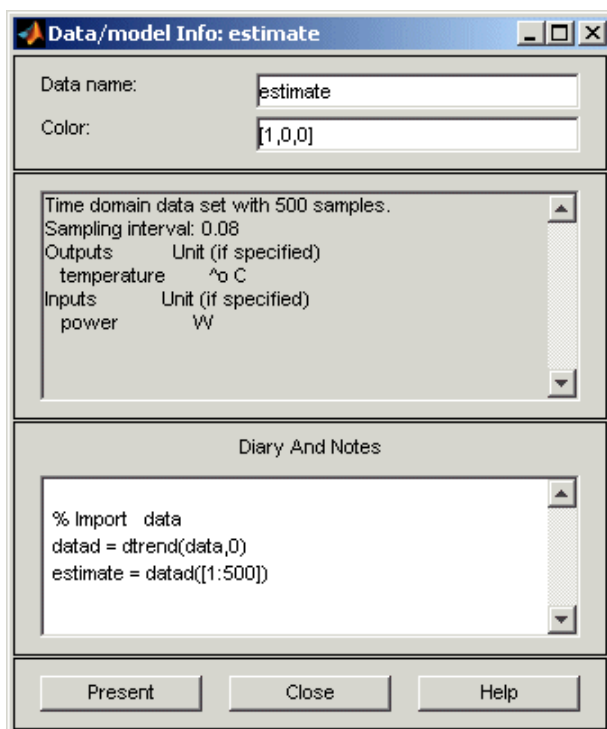 Data/model Info: estimate
Data name:
estimate
Color:
[1,0,0]
Time domain data set with 500 samples.
Sampling interval: 0.08
Outputs Unit (if specified)
temperature ^o C
Inputs Unit (if specified)
power W
Diary And Notes
% Import data
datad = dtrend(data,0)
estimate = datad([1:500])
Present Close Help